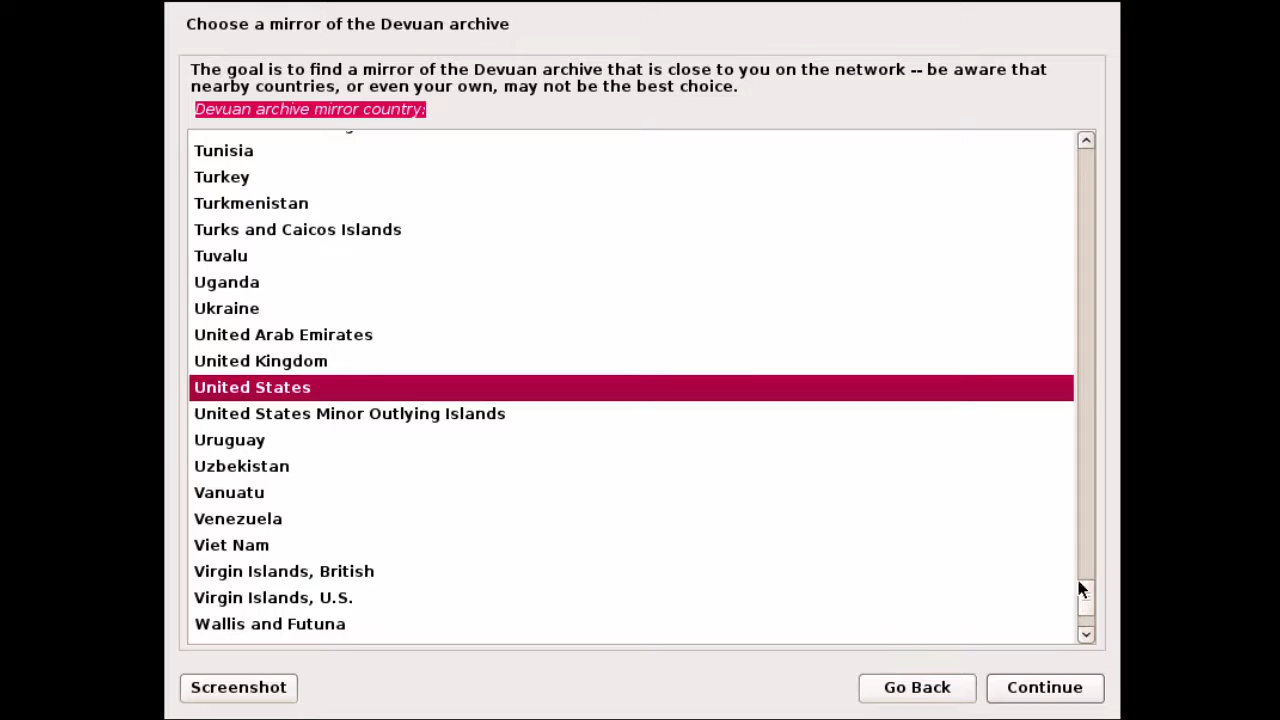 Choose a mirror of the Devuan archive
The goal is to find a mirror of the Devuan archive that is close to you on the network -- be aware that
nearby countries, or even your own, may not be the best choice.
Devuan archive mirror country:
Tunisia
Turkey
Turkmenistan
Turks and Caicos Islands
Tuvalu
Uganda
Ukraine
United Arab Emirates
United Kingdom
United States
United States Minor Outlying Islands
Uruguay
Uzbekistan
Vanuatu
Venezuela
Viet Nam
Virgin Islands, British
Virgin Islands, U.S.
Wallis and Futuna
Screenshot
Go Back
Continue